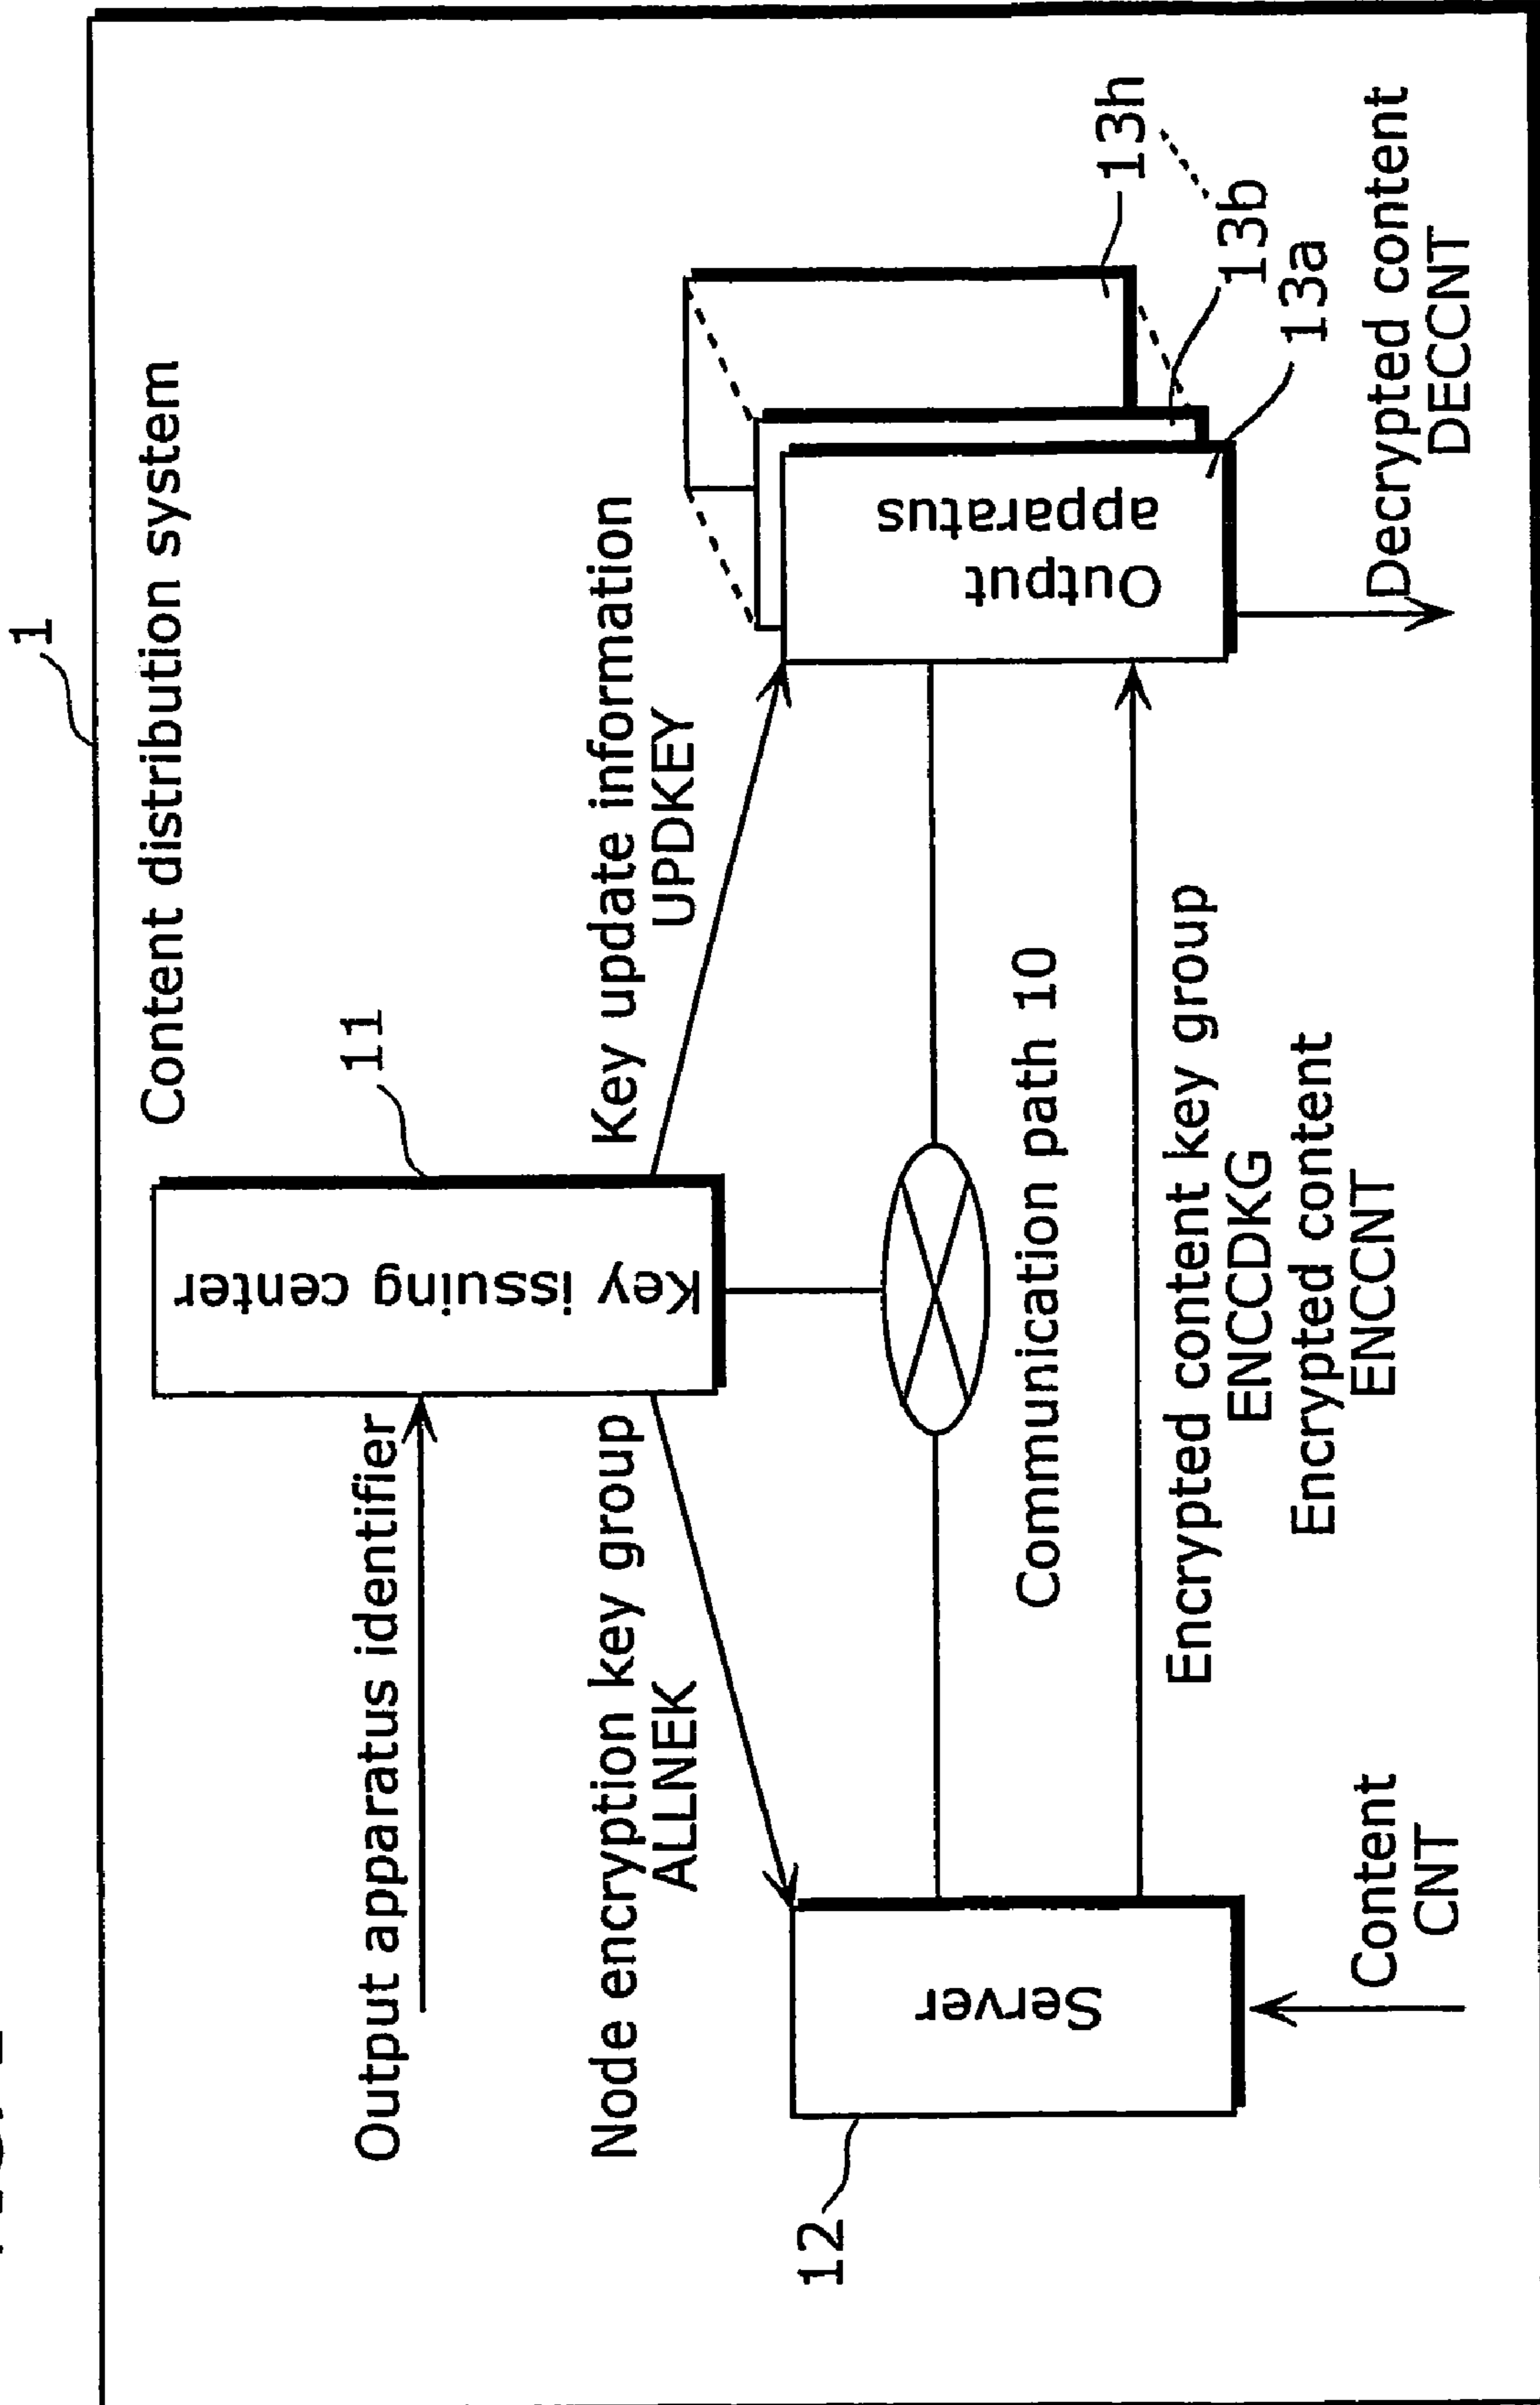 1
Content distribution system
11
Output apparatus identifier
Key issuing center
Node encryption key group
ALLNEK
Key update information
UPDKEY
12
Server
Output
apparatus
13h
13b
13a
Communication path 10
Encrypted content key group
ENCCDKG
Encrypted content
ENCCNT
Content
CNT
Decrypted content
DECCNT